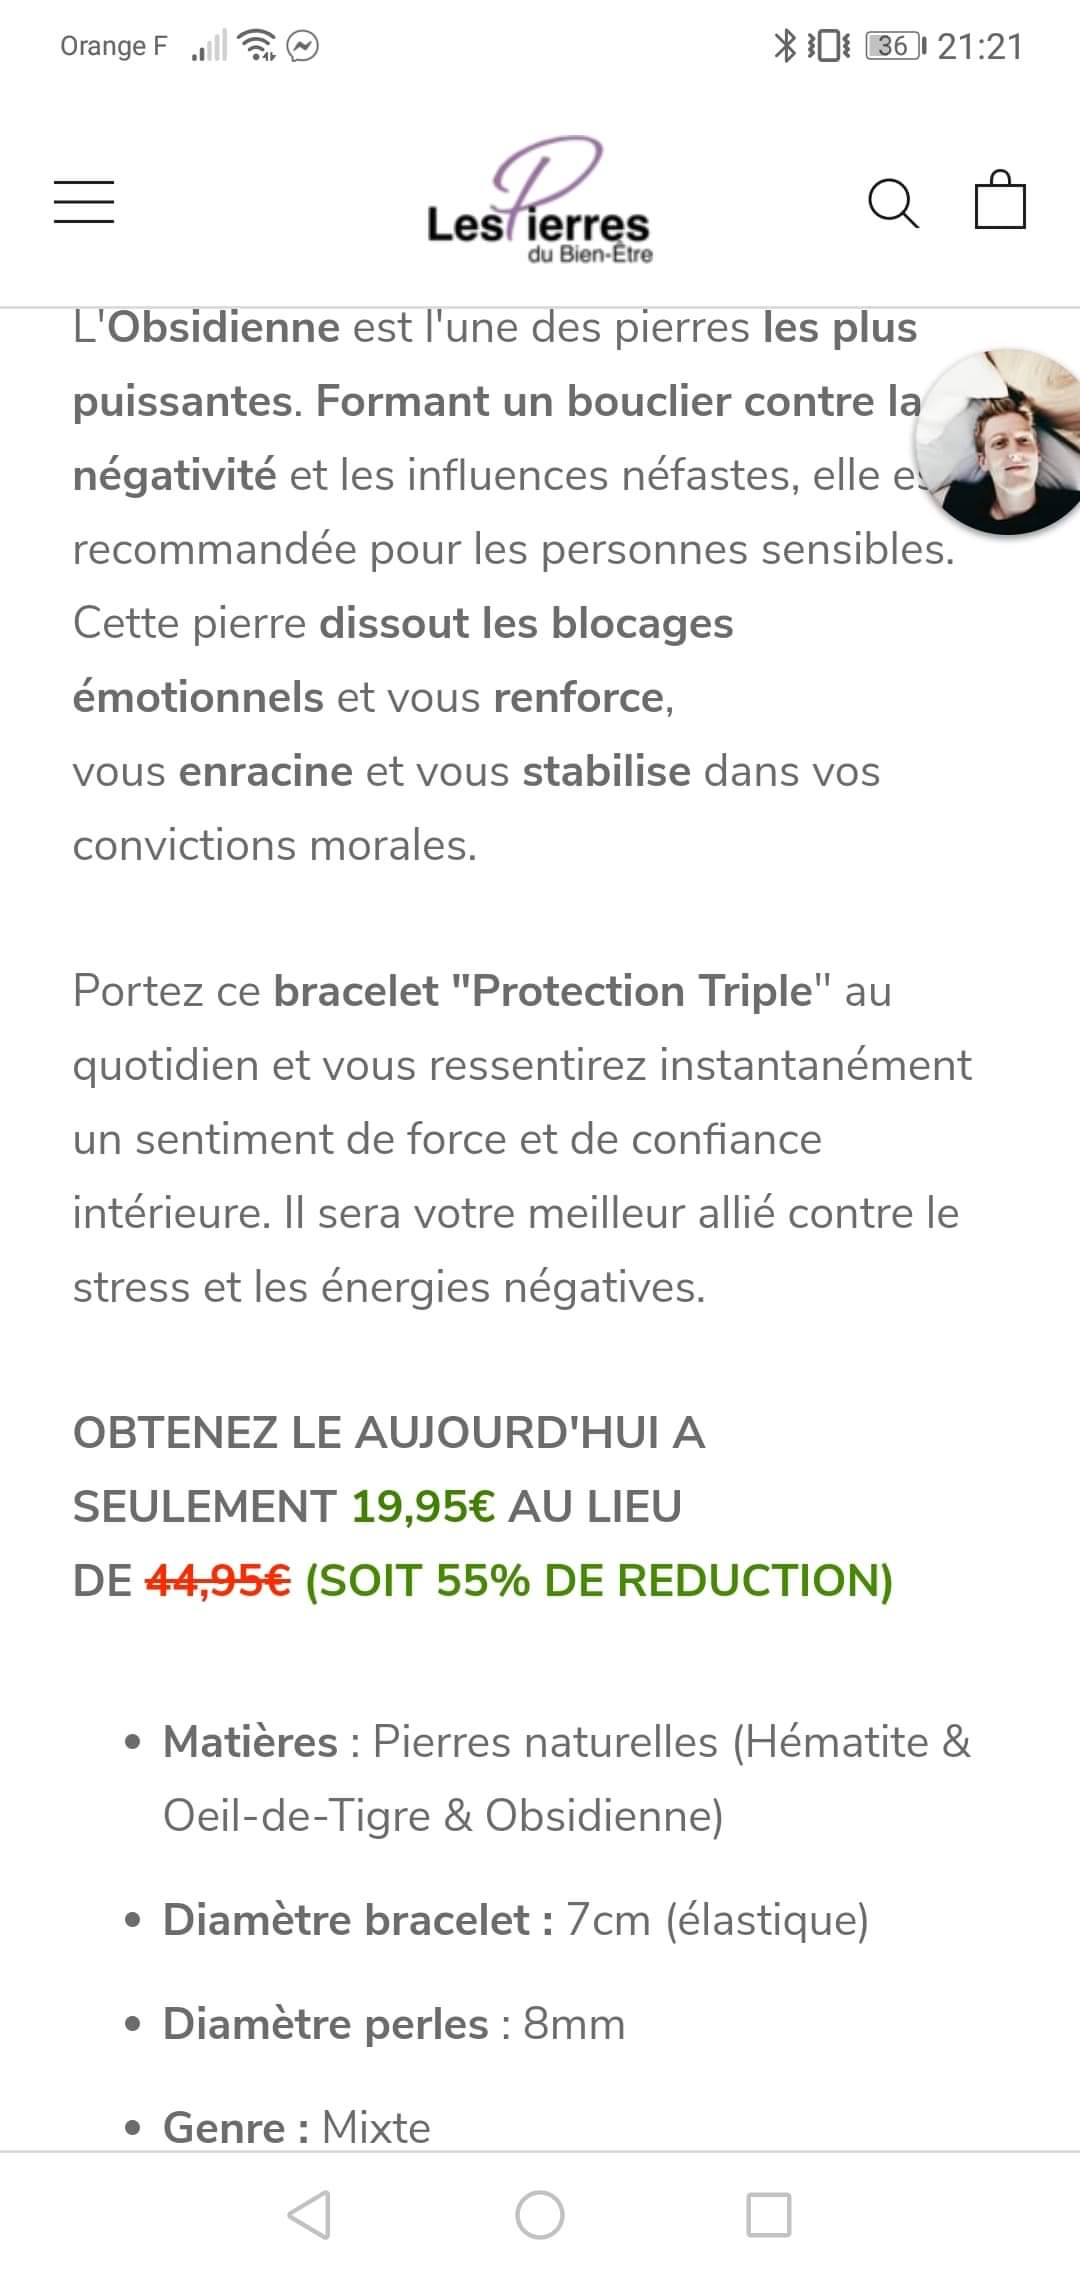 Orange F
36 21:21
Les Pierres
du Bien-Être
L'Obsidienne est l'une des pierres les plus
puissantes. Formant un bouclier contre la
négativité et les influences néfastes, elle
recommandée pour les personnes sensibles.
Cette pierre dissout les blocages
émotionnels et vous renforce,
vous enracine et vous stabilise dans vos
convictions morales.
Portez ce bracelet "Protection Triple" au
quotidien et vous ressentirez instantanément
un sentiment de force et de confiance
intérieure. Il sera votre meilleur allié contre le
stress et les énergies négatives.
OBTENEZ LE AUJOURD'HUI A
SEULEMENT 19,95€ AU LIEU
DE 44,95€ (SOIT 55% DE REDUCTION)
• Matières : Pierres naturelles (Hématite &
Oeil-de-Tigre & Obsidienne)
• Diamètre bracelet : 7cm (élastique)
• Diamètre perles : 8mm
• Genre : Mixte